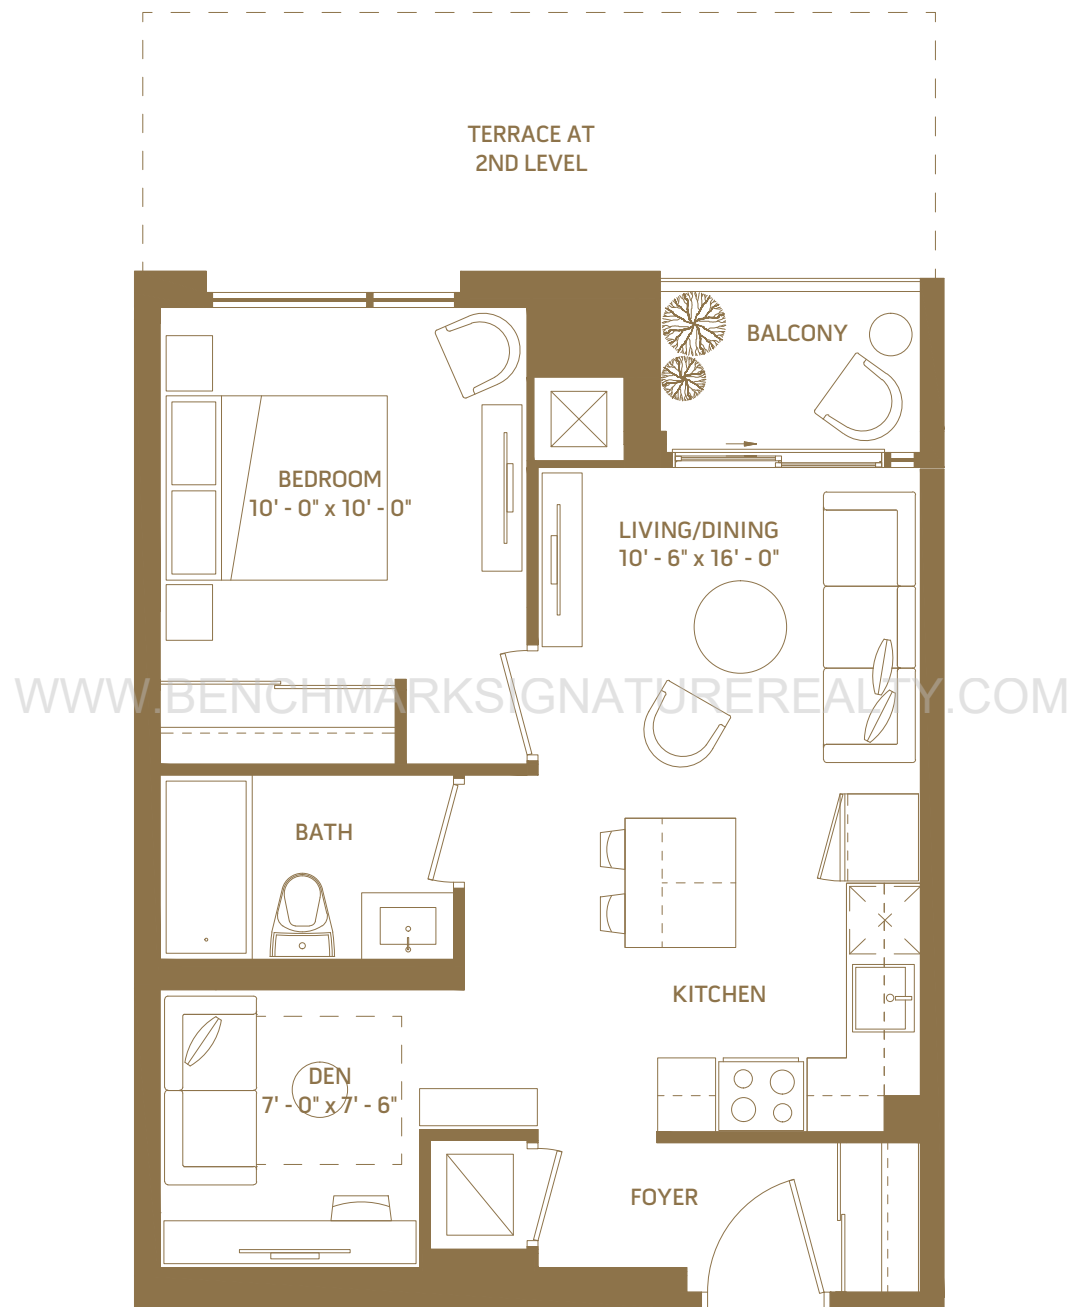 TERRACE AT
2ND LEVEL
BALCONY
BEDROOM
10' - 0" x 10' - 0"
LIVING/DINING
10' - 6" x 16' - 0"
WWW.BENCHMARKSIGNATUREREALTY.COM
BATH
KITCHEN
DEN
7' - 0" x 7' - 6"
FOYER